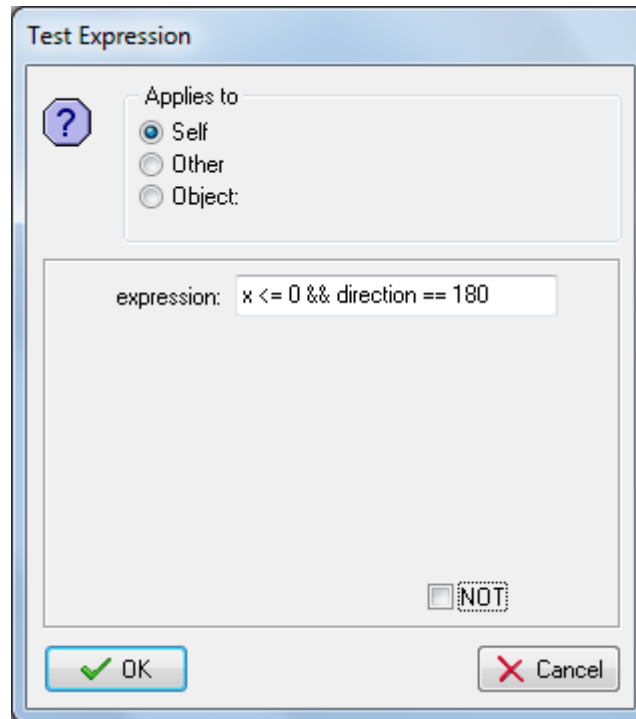 Test Expression
Applies to
Self
Other
Object:
expression: x <= 0 && direction == 180
NOT
OK Cancel